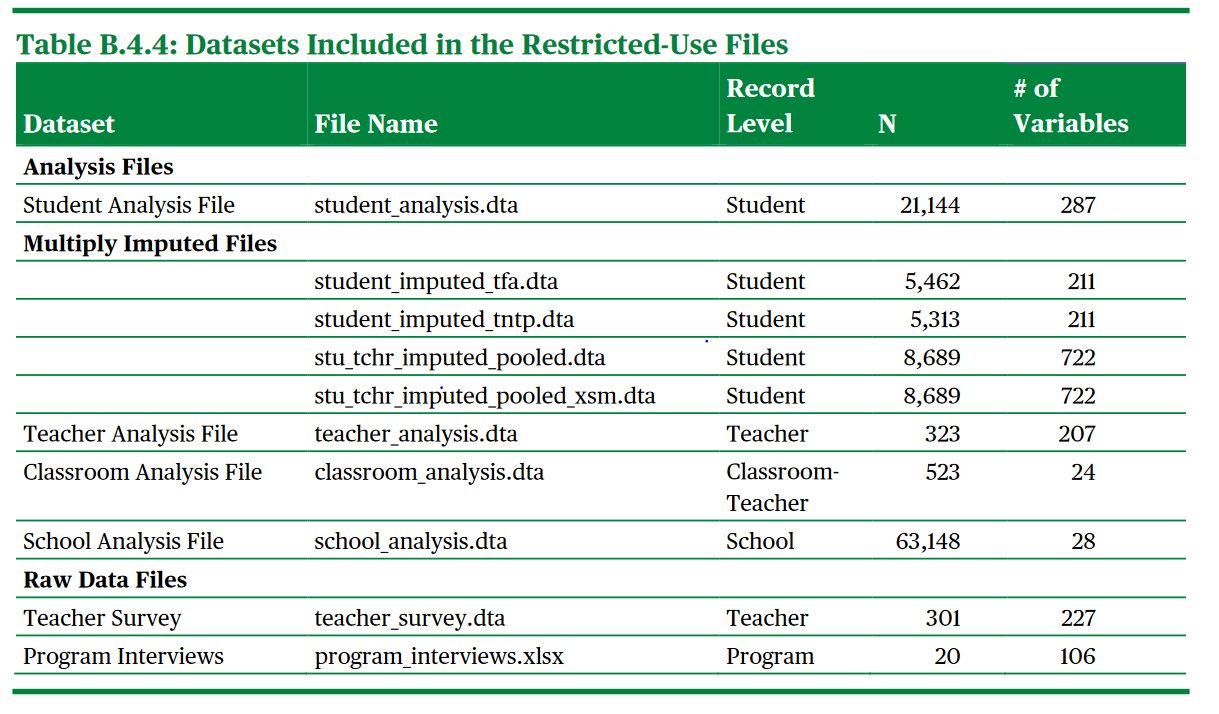 Table B.4.4: Datasets Included in the Restricted-Use Files
Dataset File Name Record Level N # of Variables
Analysis Files
Student Analysis File student_analysis.dta Student 21,144 287
Multiply Imputed Files
student_imputed_tfa.dta Student 5,462 211
student_imputed_tntp.dta Student 5,313 211
stu_tchr_imputed_pooled.dta Student 8,689 722
stu_tchr_imputed_pooled_xsm.dta Student 8,689 722
Teacher Analysis File teacher_analysis.dta Teacher 323 207
Classroom Analysis File classroom_analysis.dta Classroom- 523 24
Teacher
School Analysis File school_analysis.dta School 63,148 28
Raw Data Files
Teacher Survey teacher_survey.dta Teacher 301 227
Program Interviews program_interviews.xlsx Program 20 106